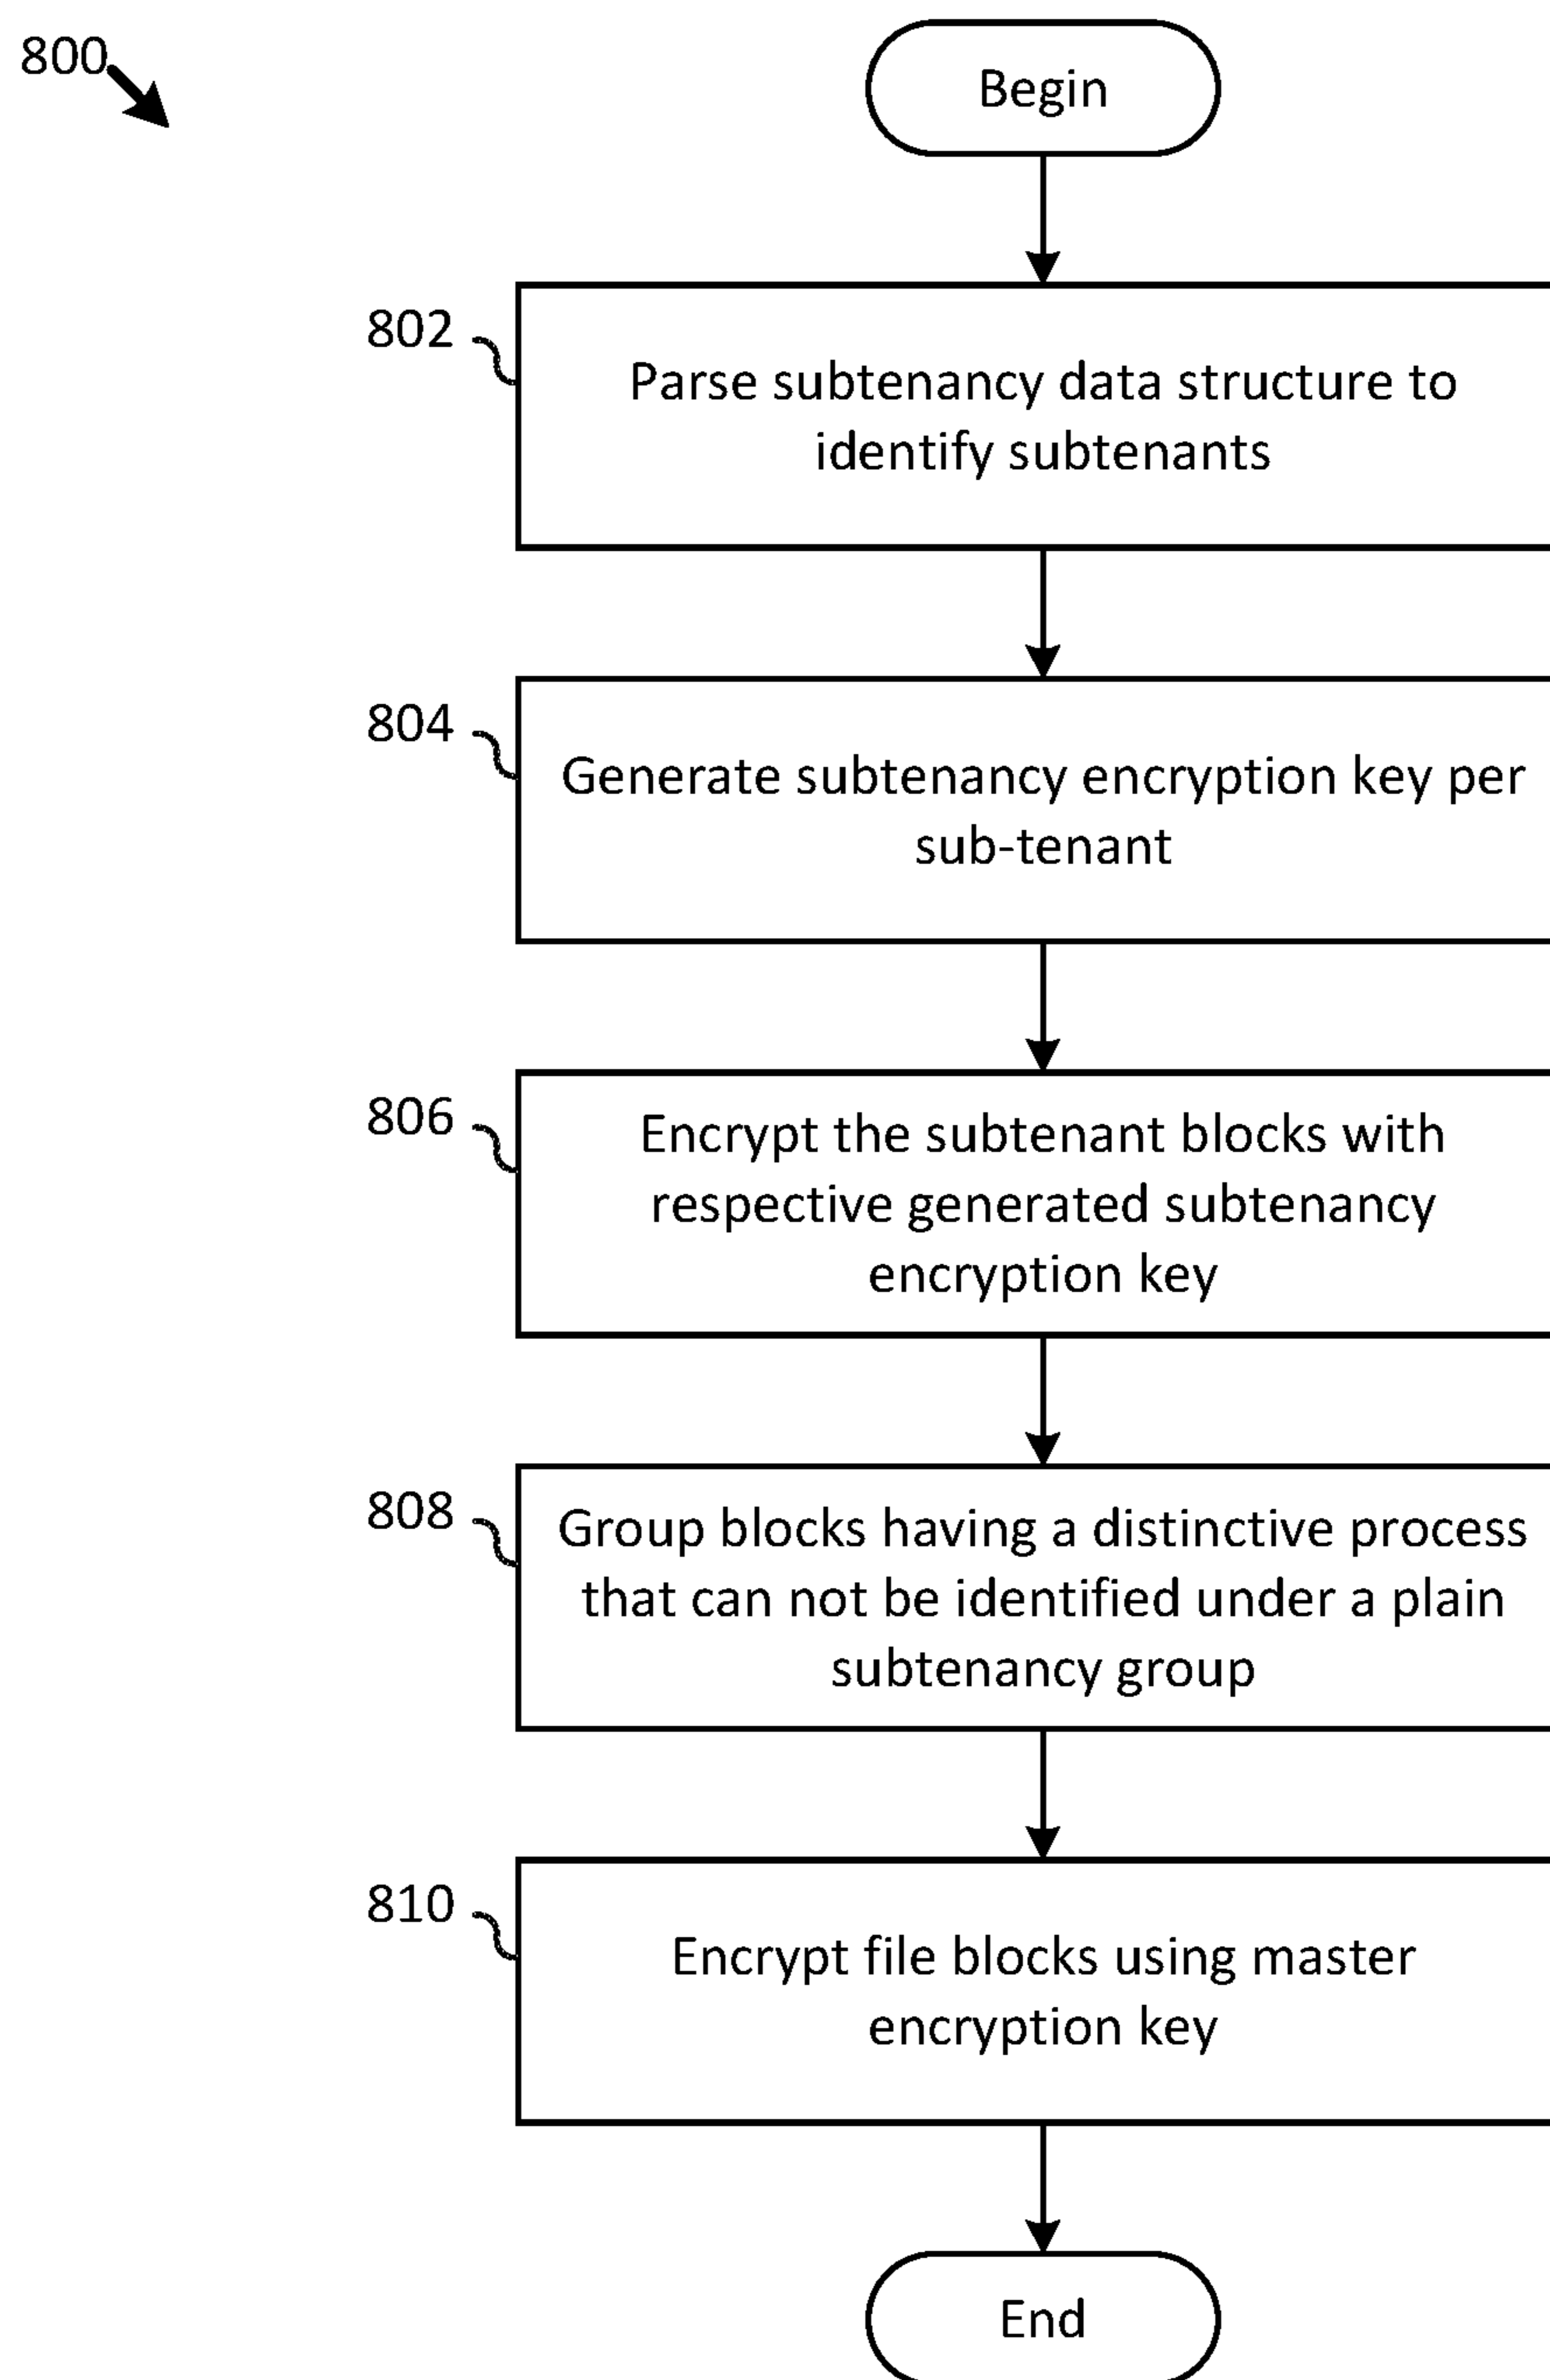 800
Begin
802
Parse subtenancy data structure to
identify subtenants
804
Generate subtenancy encryption key per
sub-tenant
806
Encrypt the subtenant blocks with
respective generated subtenancy
encryption key
808
Group blocks having a distinctive process
that can not be identified under a plain
subtenancy group
810
Encrypt file blocks using master
encryption key
End